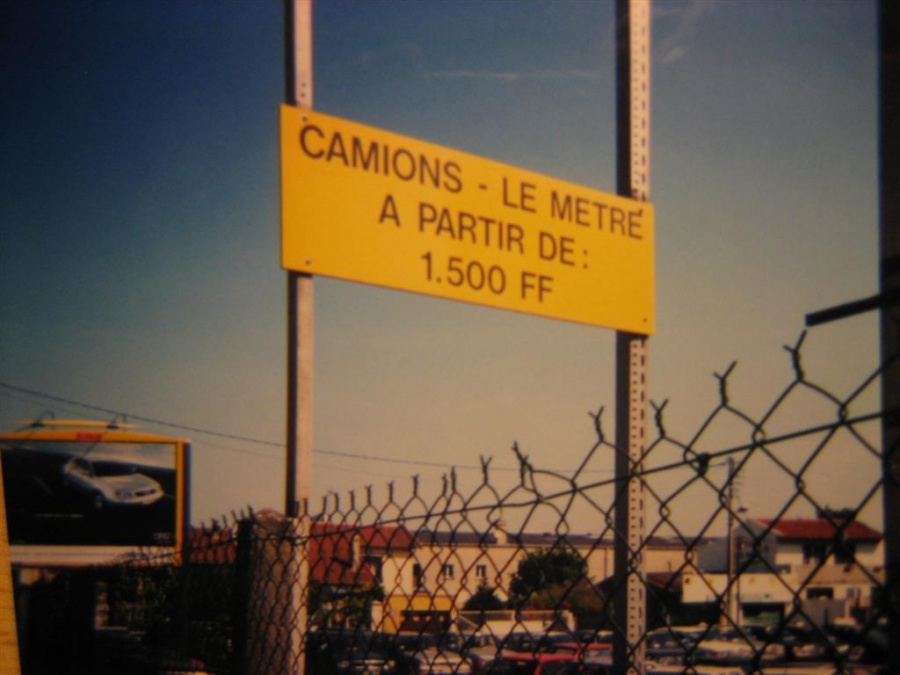 CAMIONS - LE METRE
A PARTIR DE :
1.500 FF